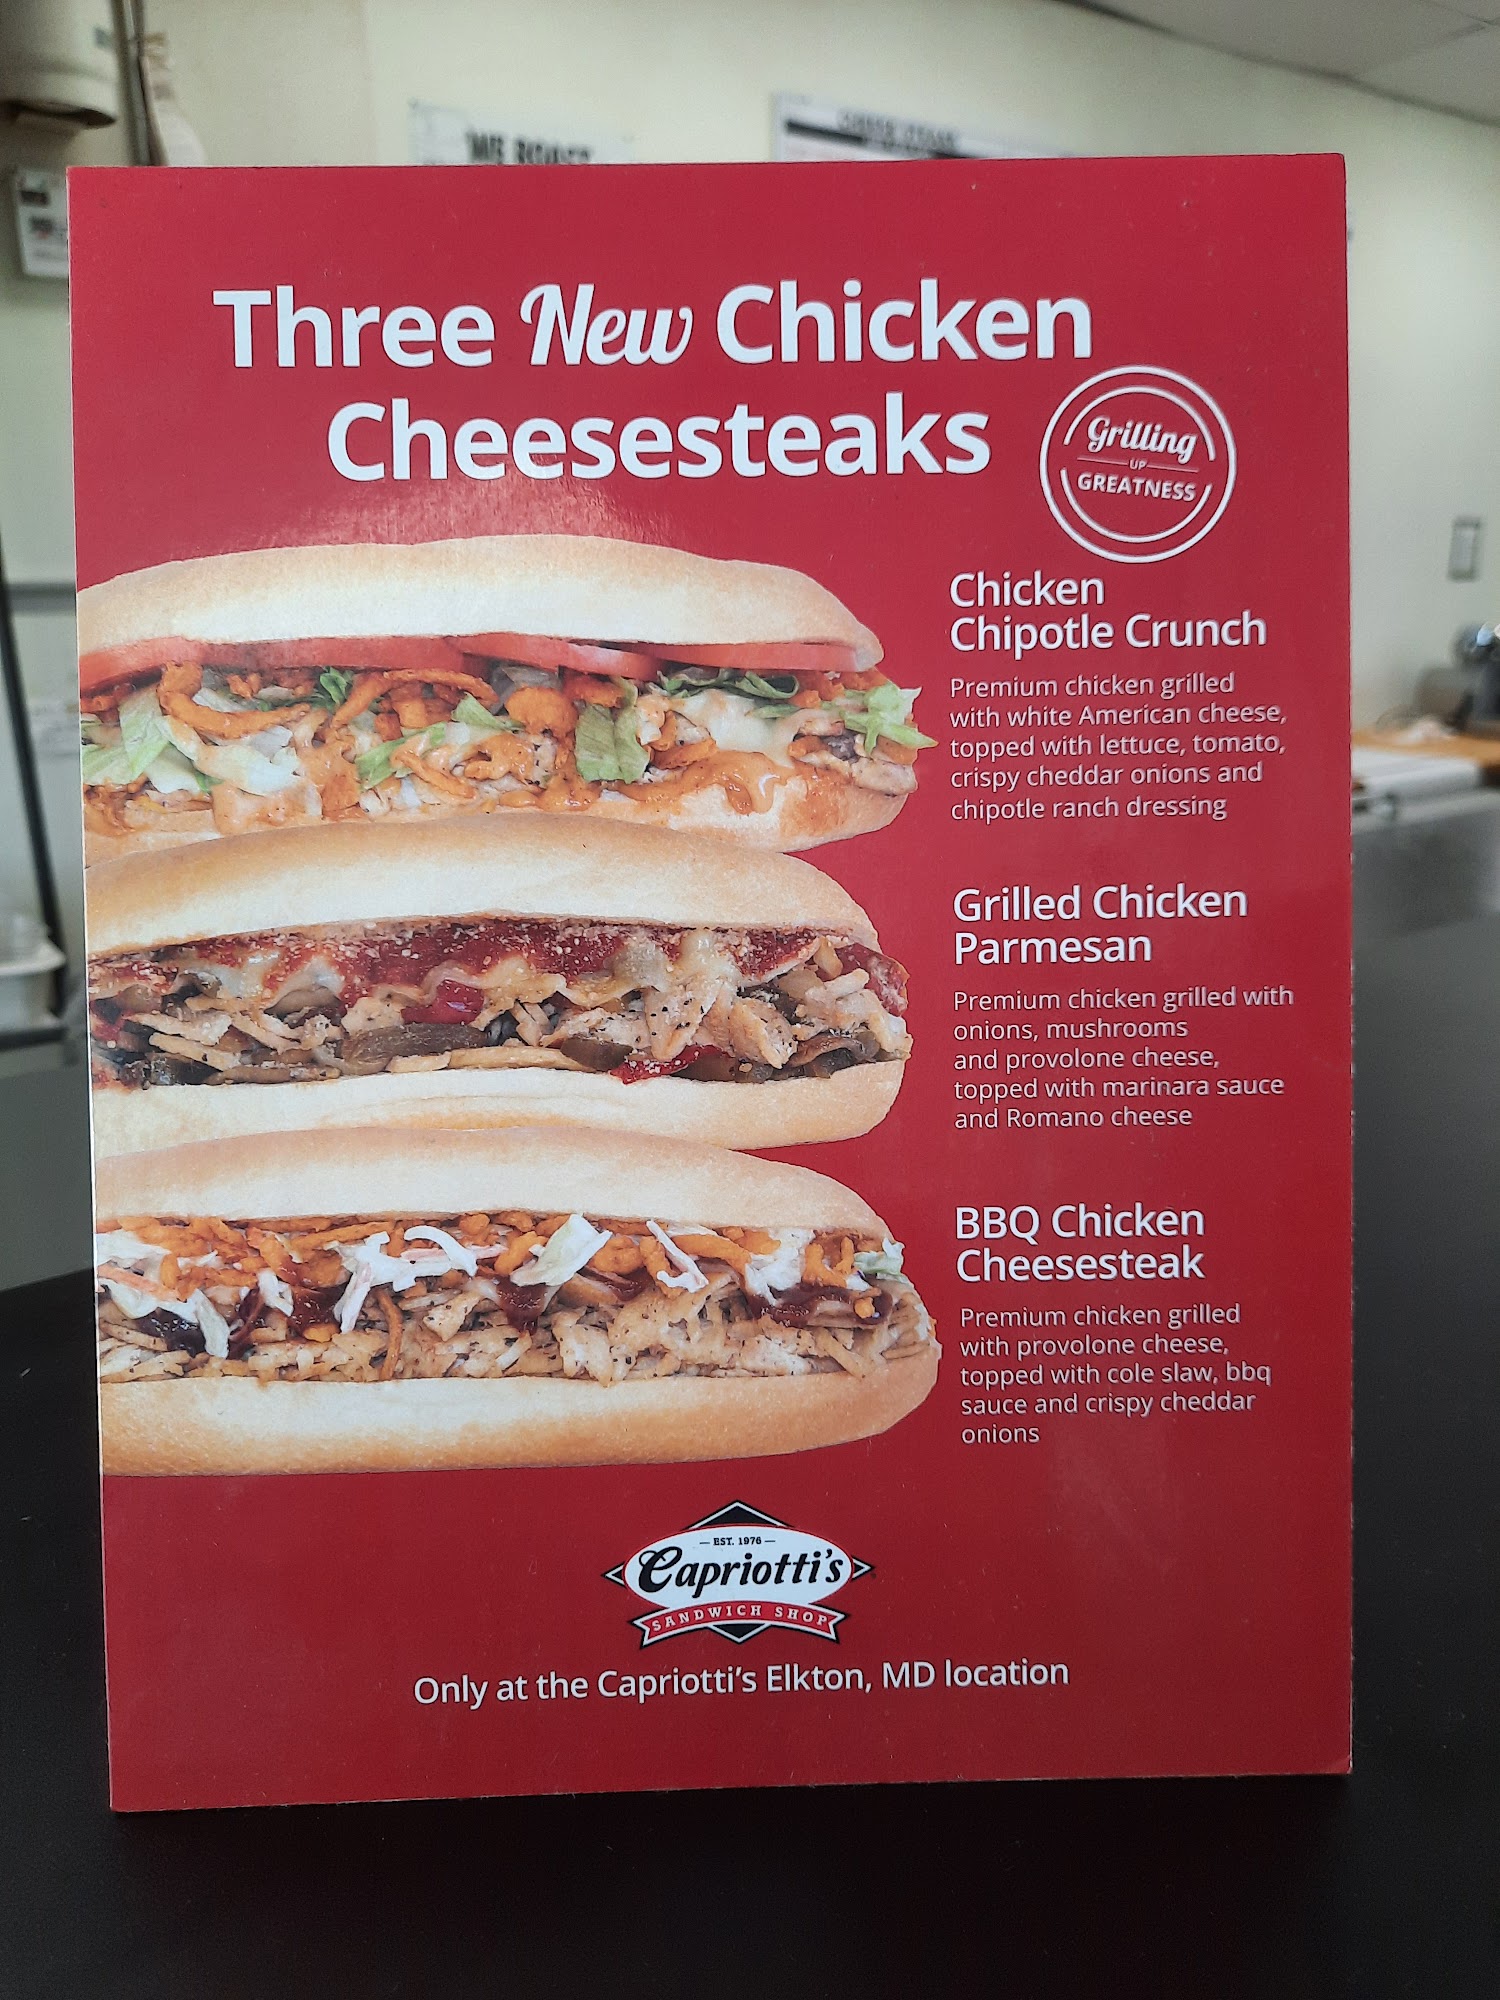 WE ROAST
Three New Chicken
Cheesesteaks
Grilling
UP
GREATNESS
Chicken
Chipotle Crunch
Premium chicken grilled
with white American cheese,
topped with lettuce, tomato,
crispy cheddar onions and
chipotle ranch dressing
Grilled Chicken
Parmesan
Premium chicken grilled with
onions, mushrooms
and provolone cheese,
topped with marinara sauce
and Romano cheese
BBQ Chicken
Cheesesteak
Premium chicken grilled
with provolone cheese,
topped with cole slaw, bbq
sauce and crispy cheddar
onions
— EST. 1976 —
Capriotti's
SANDWICH SHOP
Only at the Capriotti's Elkton, MD location